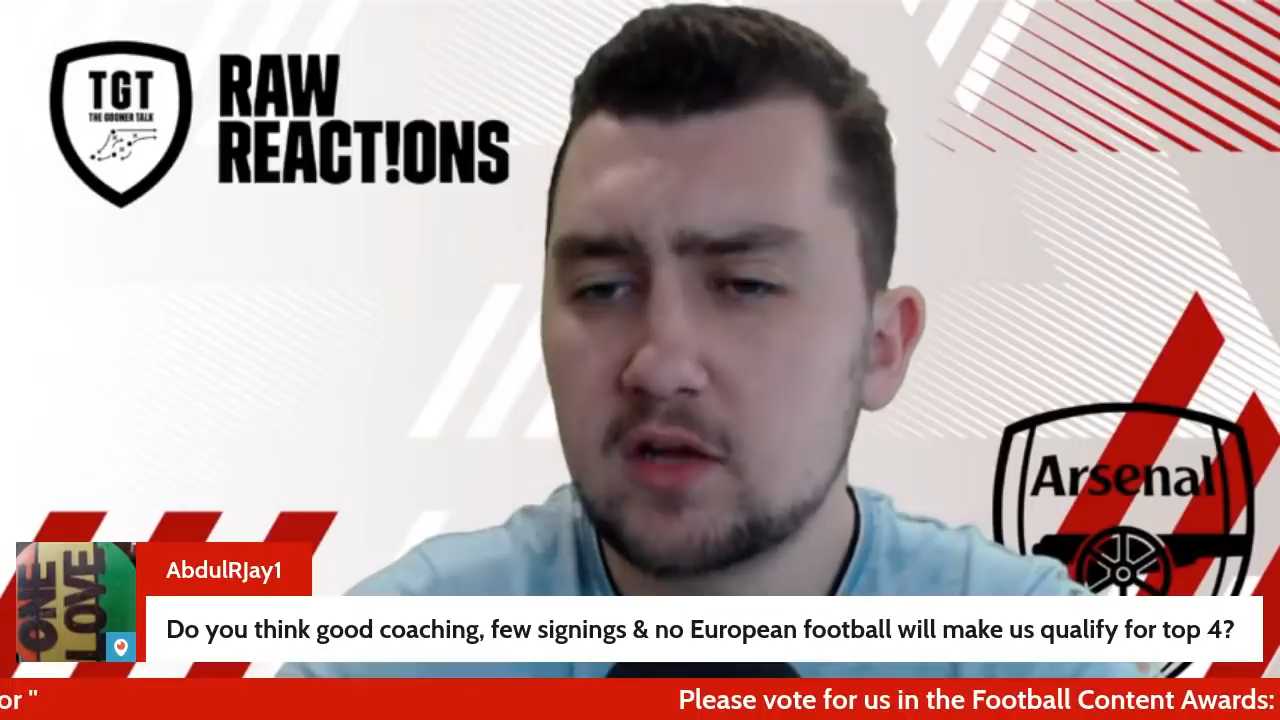 TGT
THE GOONER TALK
RAW
REACT!ONS
Arsenal
ONE
LOVE
AbdulRJay1
Do you think good coaching, few signings & no European football will make us qualify for top 4?
or "
Please vote for us in the Football Content Awards: